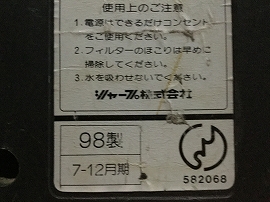 使用上のご注意
1.電源はできるだけコンセント
をご使用ください。
2.フィルターのほこりは早めに
掃除してください。
3.水を吸わせないでください。
シャープ株式会社
98製
7-12月期
582068